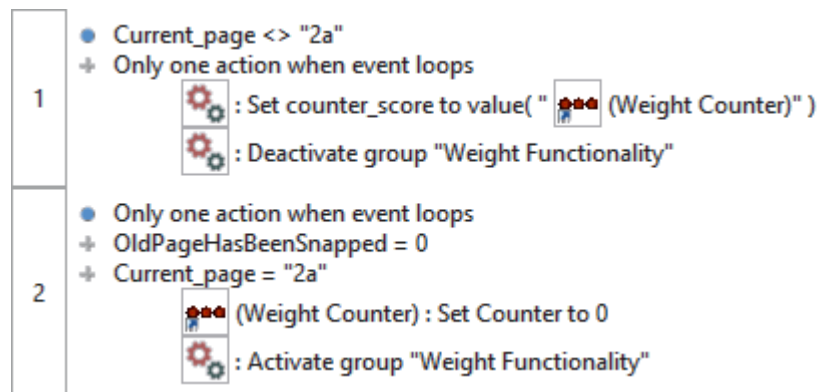 Current_page <> "2a"
Only one action when event loops
1
: Set counter_score to value( " (Weight Counter)" )
: Deactivate group "Weight Functionality"
Only one action when event loops
OldPageHasBeenSnapped = 0
Current_page = "2a"
2
(Weight Counter) : Set Counter to 0
: Activate group "Weight Functionality"